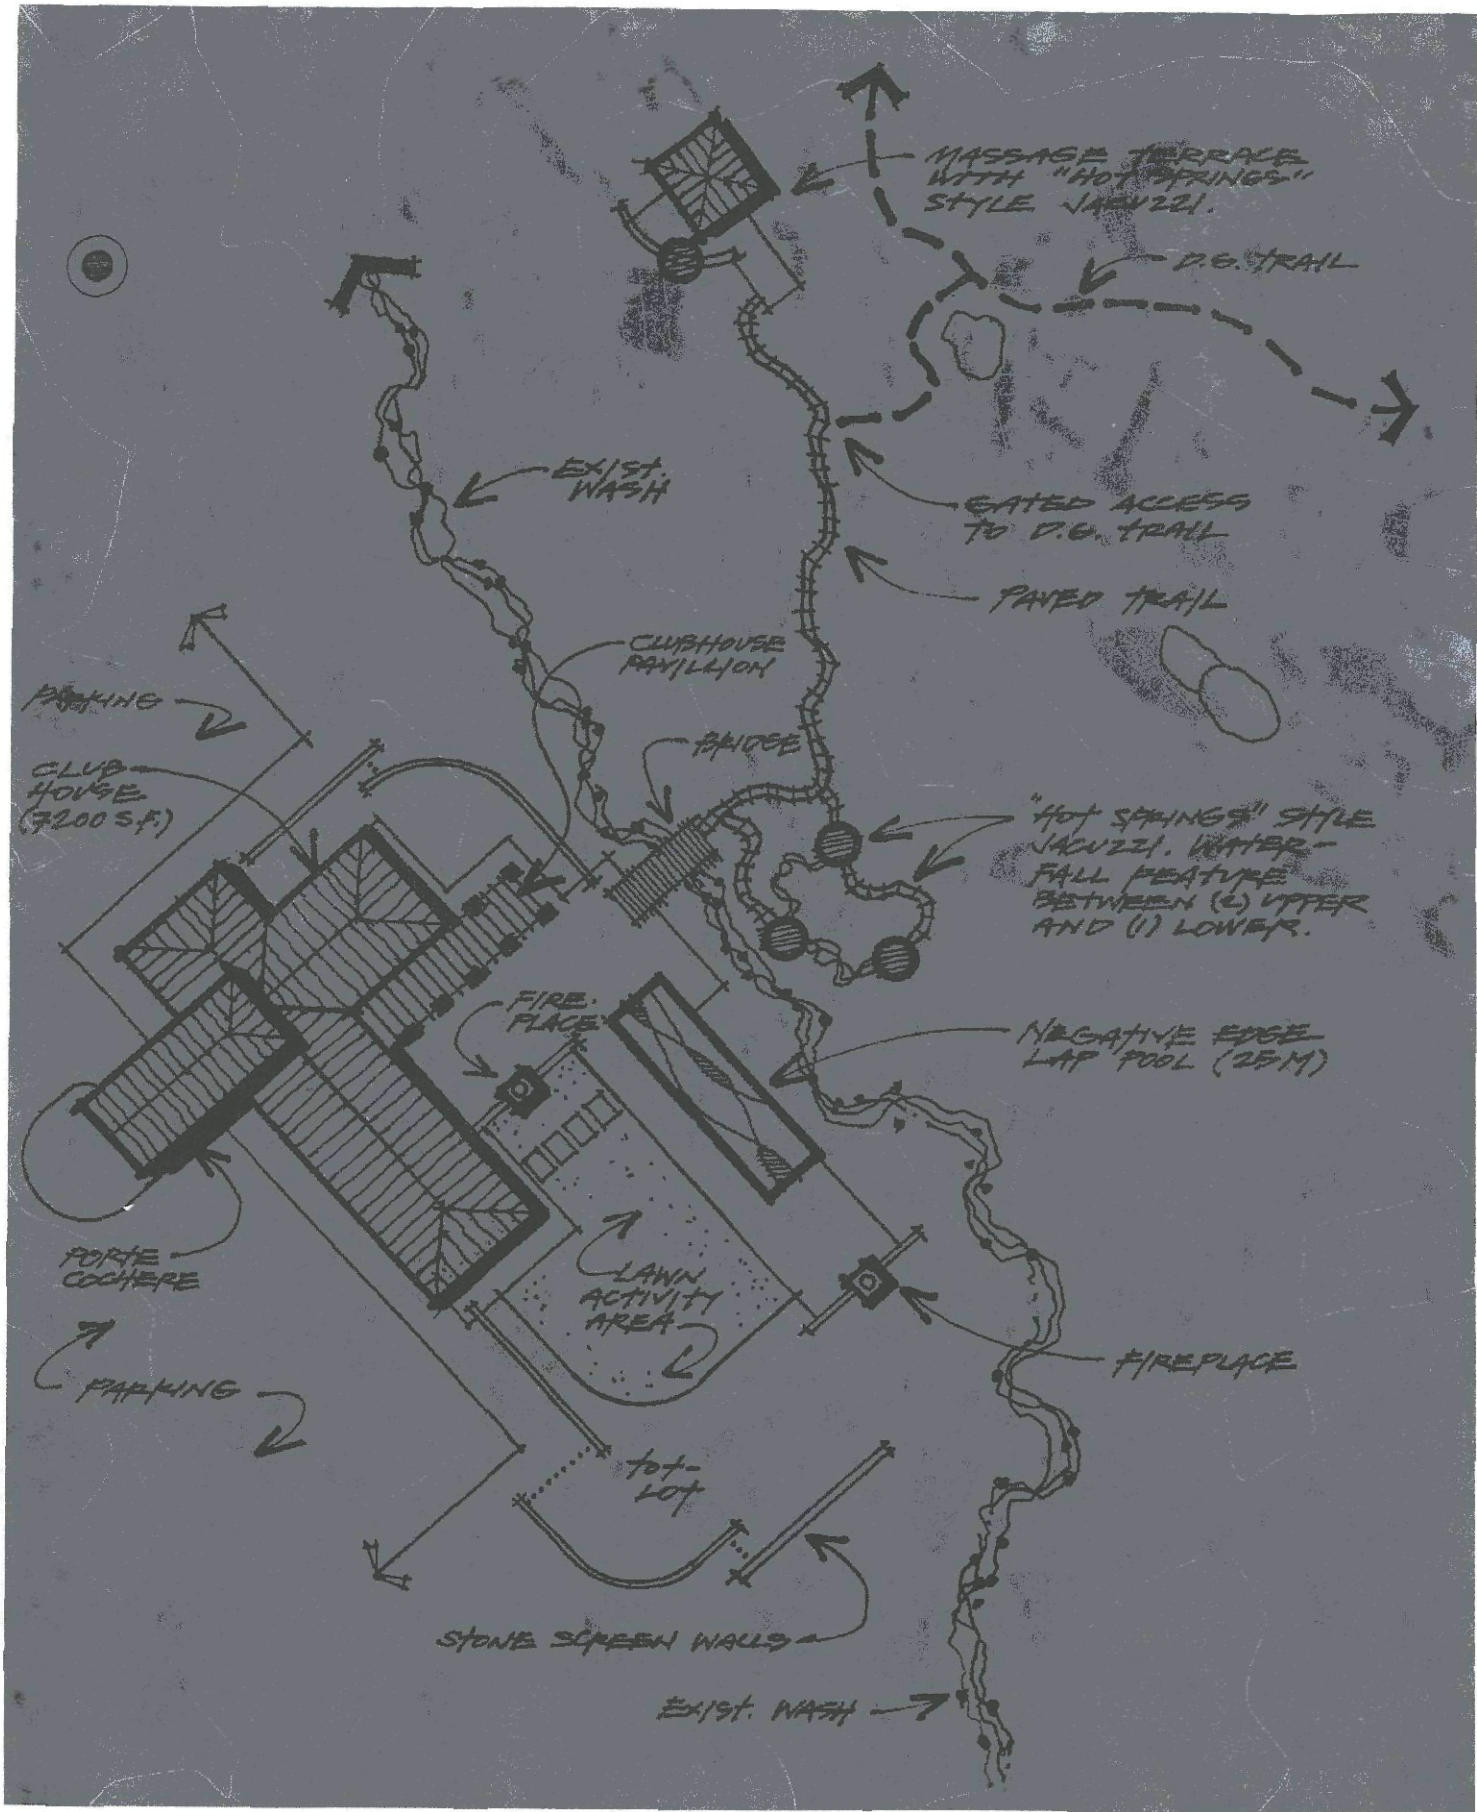 MASSAGE TERRACE
WITH "HOT SPRINGS"
STYLE JACUZZI.
D.G. TRAIL
EXIST.
WASH
GATED ACCESS
TO D.G. TRAIL
PAVED TRAIL
CLUBHOUSE
PAVILLION
PARKING
BRIDGE
CLUB
HOUSE
(7200 S.F.)
"HOT SPRINGS" STYLE
JACUZZI. WATER-
FALL FEATURE
BETWEEN (2) UPPER
AND (1) LOWER.
FIRE-
PLACE
NEGATIVE EDGE
LAP POOL (25M)
PORTE
COCHERE
LAWN
ACTIVITY
AREA
FIREPLACE
PARKING
TOT-
LOT
STONE SCREEN WALLS
EXIST. WASH